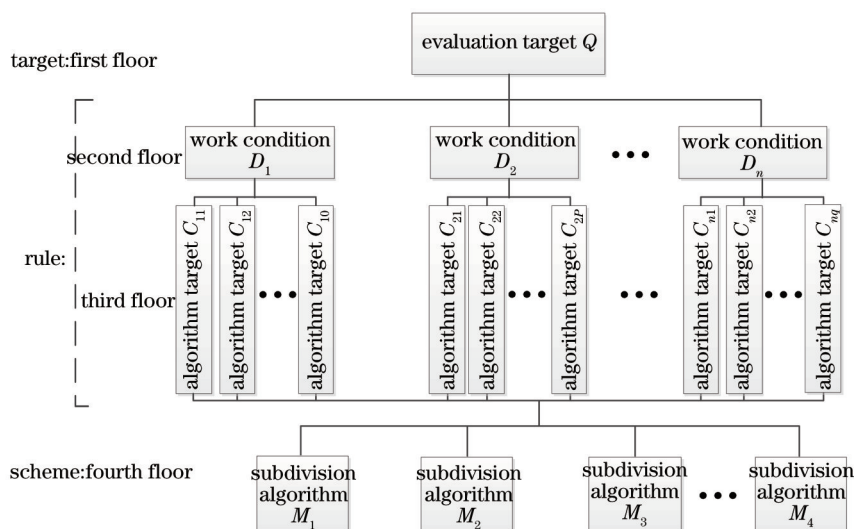 evaluation target Q
target:first floor
work condition
D₁
work condition
D₂
work condition
Dₙ
second floor
•••
rule:
third floor
algorithm target C₁₁
algorithm target C₁₂
•••
algorithm target C₁₀
algorithm target C₂₁
algorithm target C₂₂
•••
algorithm target C₂P
•••
algorithm target Cₙ₁
algorithm target Cₙ₂
•••
algorithm target Cnq
scheme:fourth floor
subdivision
algorithm
M₁
subdivision
algorithm
M₂
subdivision
algorithm
M₃
•••
subdivision
algorithm
M₄